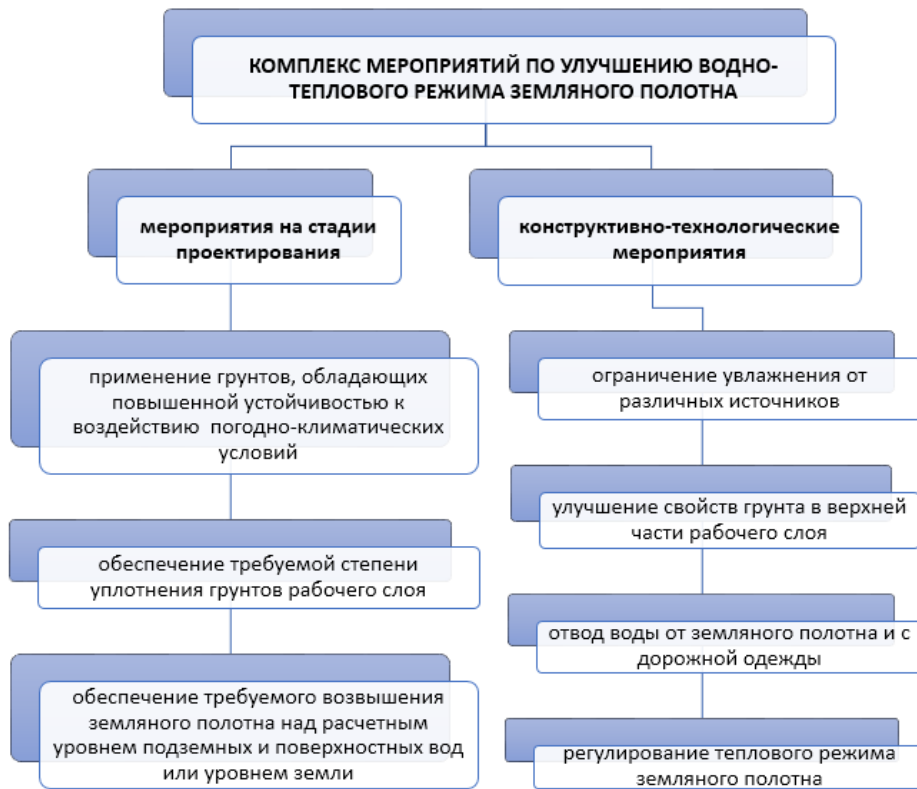 КОМПЛЕКС МЕРОПРИЯТИЙ ПО УЛУЧШЕНИЮ ВОДНО-
ТЕПЛОВОГО РЕЖИМА ЗЕМЛЯНОГО ПОЛОТНА
мероприятия на стадии
проектирования
применение грунтов, обладающих
повышенной устойчивостью к
воздействию погодно-климатических
условий
обеспечение требуемой степени
уплотнения грунтов рабочего слоя
обеспечение требуемого возвышения
земляного полотна над расчетным
уровнем подземных и поверхностных вод
или уровнем земли
конструктивно-технологические
мероприятия
ограничение увлажнения от
различных источников
улучшение свойств грунта в верхней
части рабочего слоя
отвод воды от земляного полотна и с
дорожной одежды
регулирование теплового режима
земляного полотна